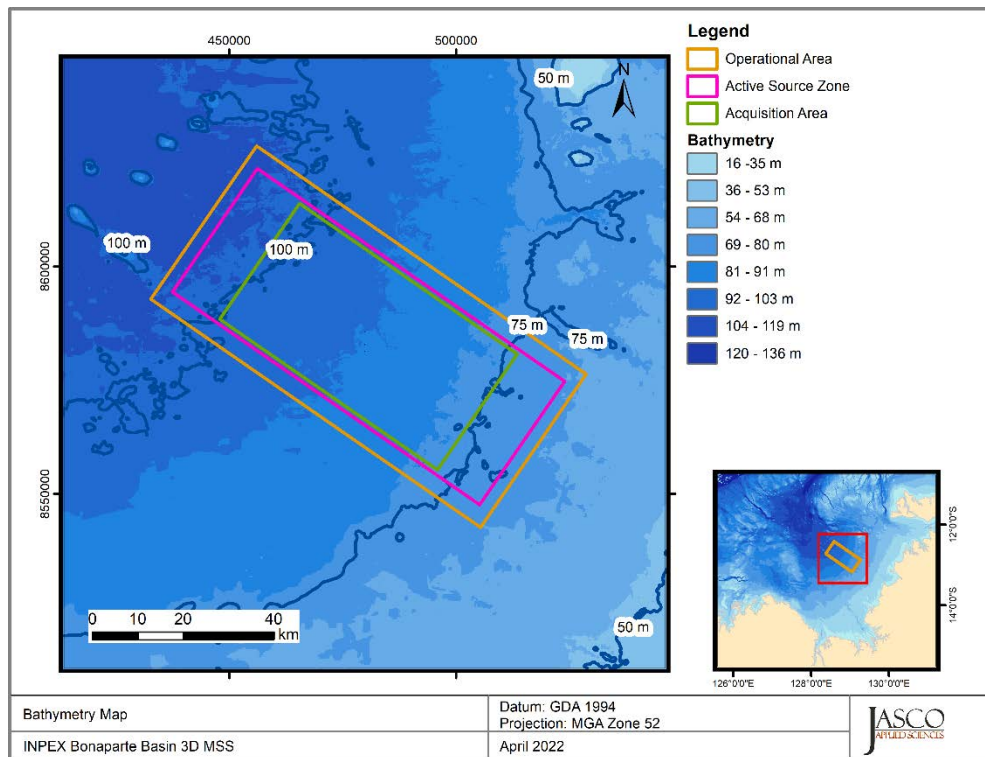 450000
500000
8600000
8550000
50 m
N
100 m
100 m
75 m
75 m
50 m
0 10 20 40
km
Legend
Operational Area
Active Source Zone
Acquisition Area
Bathymetry
16 -35 m
36 - 53 m
54 - 68 m
69 - 80 m
81 - 91 m
92 - 103 m
104 - 119 m
120 - 136 m
12°0'0"S
14°0'0"S
126°0'0"E
128°0'0"E
130°0'0"E
Bathymetry Map
Datum: GDA 1994
Projection: MGA Zone 52
INPEX Bonaparte Basin 3D MSS
April 2022
JASCO
APPLIED SCIENCES